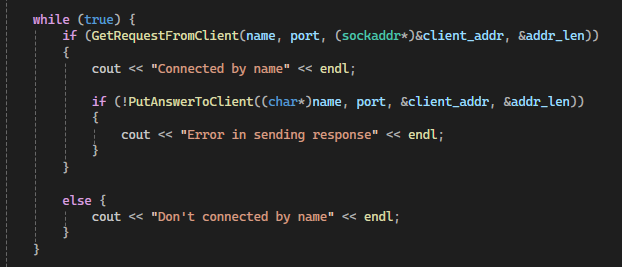 while (true) {
if (GetRequestFromClient(name, port, (sockaddr*)&client_addr, &addr_len))
{
cout << "Connected by name" << endl;
if (!PutAnswerToClient((char*)name, port, &client_addr, &addr_len))
{
cout << "Error in sending response" << endl;
}
}
else {
cout << "Don't connected by name" << endl;
}
}